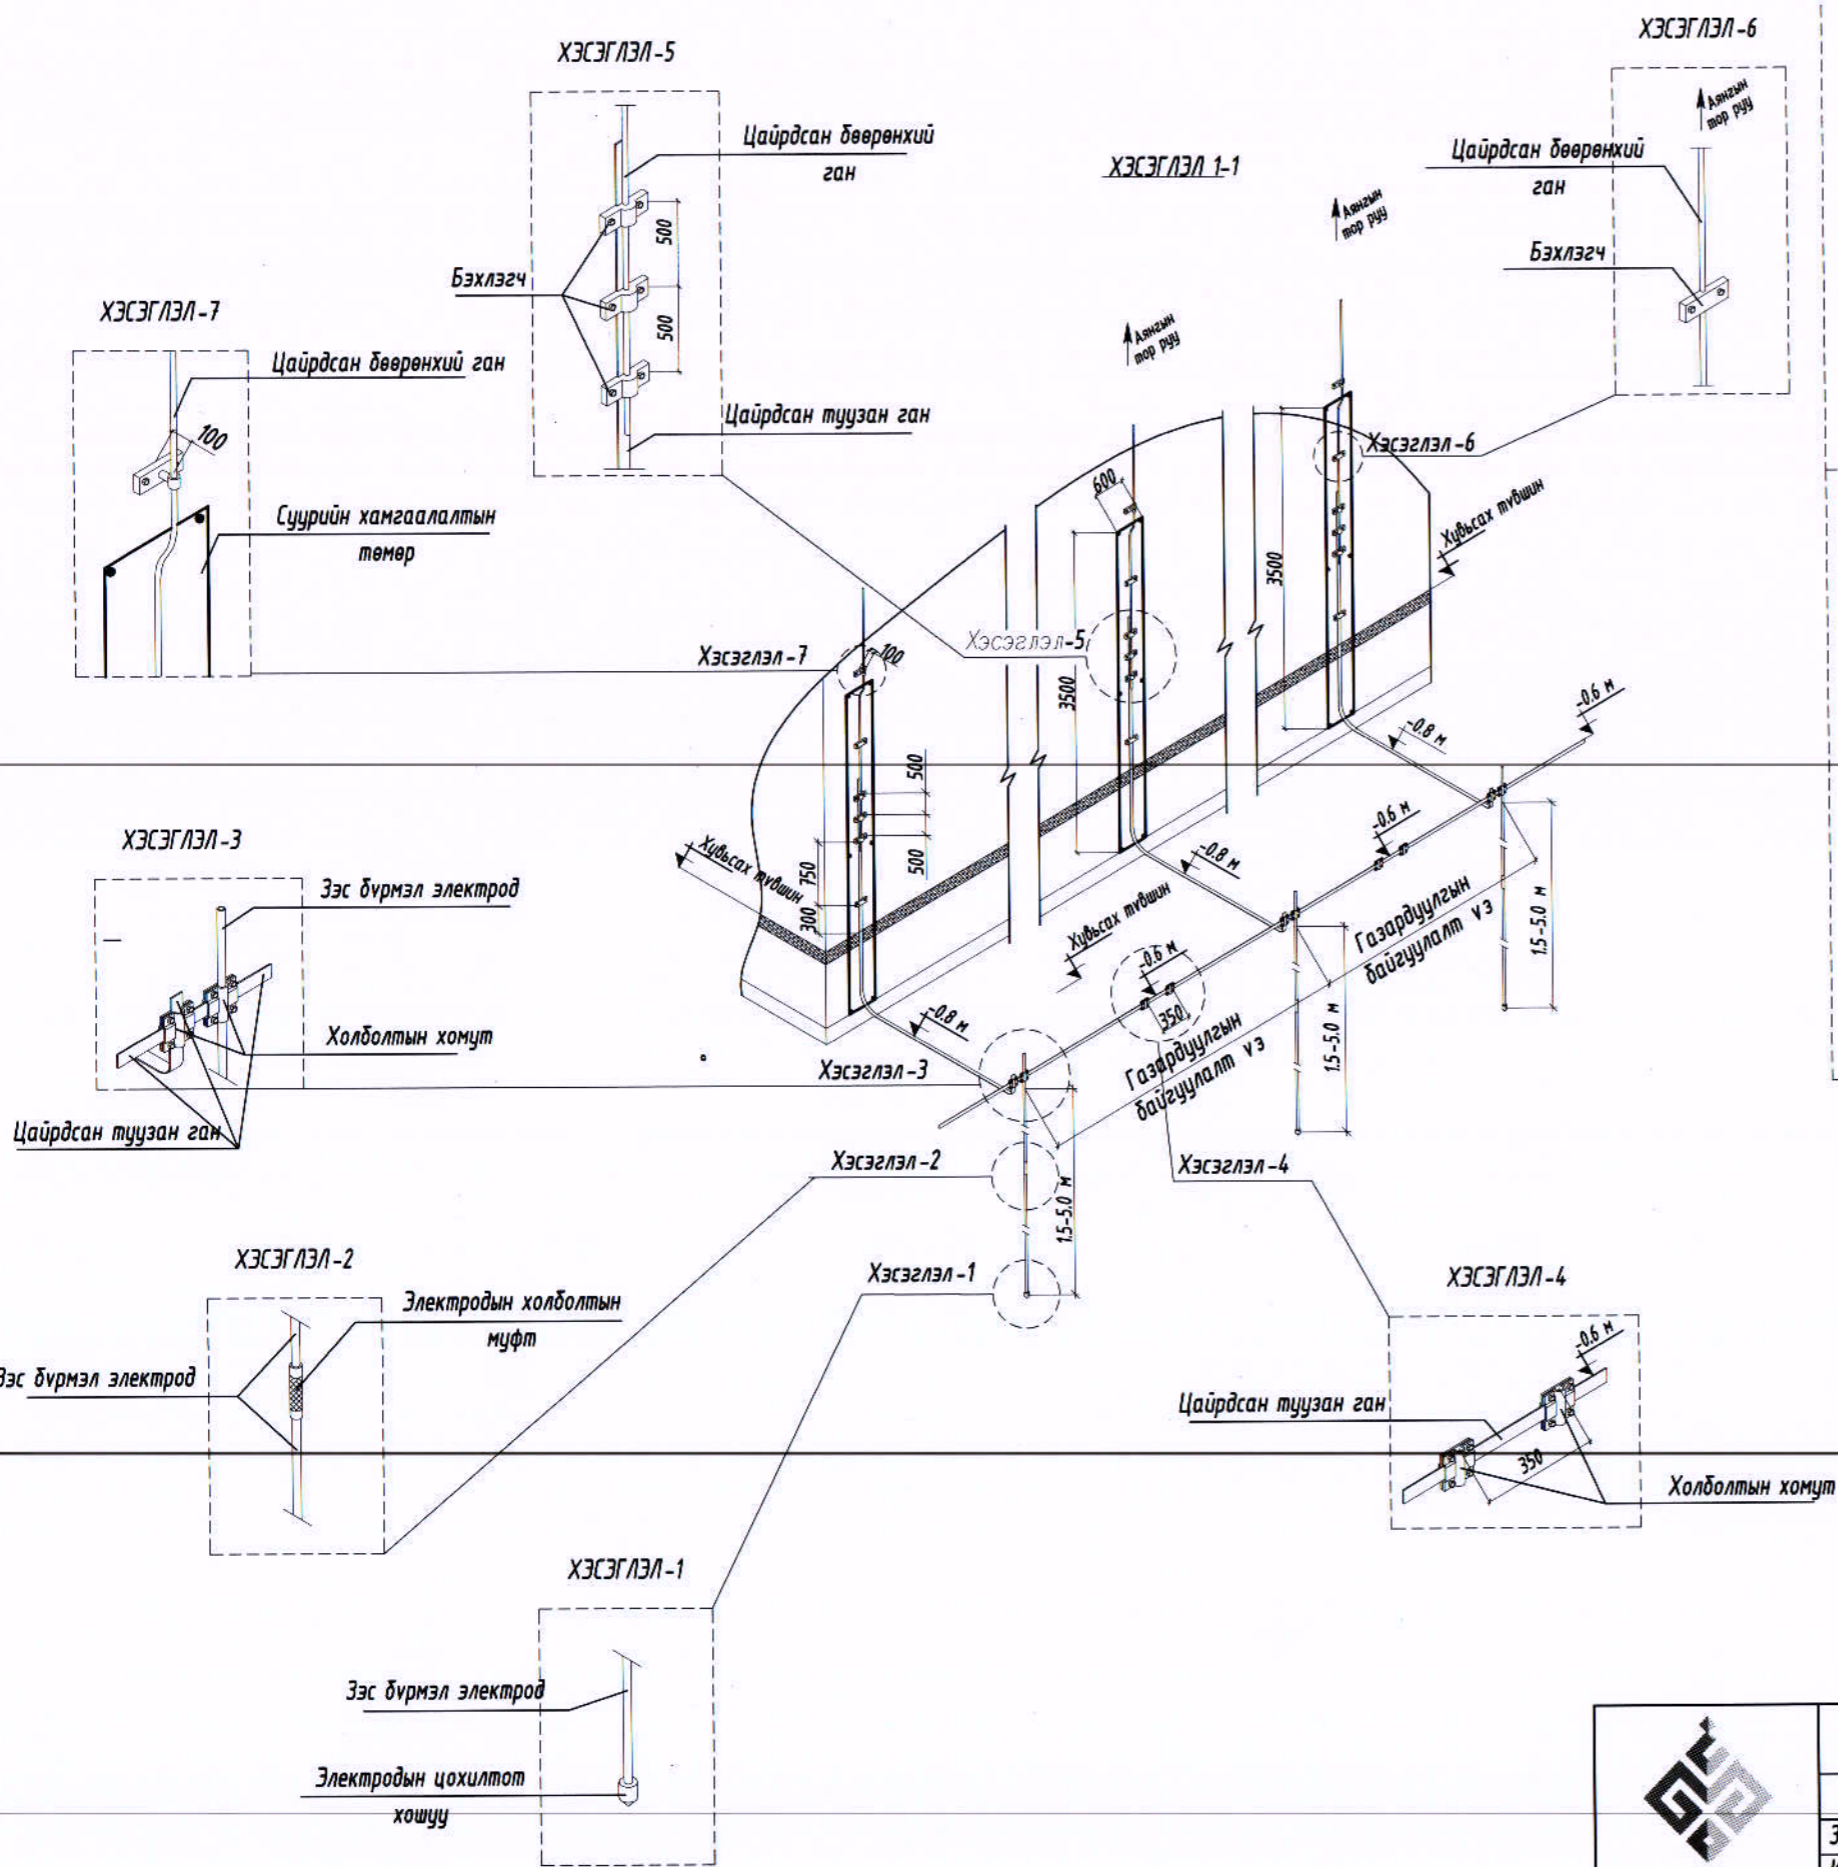 ХЭСЭГЛЭЛ-5
ХЭСЭГЛЭЛ-6
Аянгын
тор руу
Цайрдсан бөөрөнхий
ган
Цайрдсан бөөрөнхий
ган
ХЭСЭГЛЭЛ 1-1
Аянгын
тор руу
500
Бэхлэгч
Бэхлэгч
500
ХЭСЭГЛЭЛ-7
Аянгын
тор руу
Цайрдсан бөөрөнхий ган
100
Цайрдсан туузан ган
Хэсэглэл-6
600
Хувьсах түвшин
Суурийн хамгаалалтын
төмөр
3500
Хэсэглэл-7
100
Хэсэглэл-5
3500
-0.6 м
-0.8 м
500
-0.6 м
ХЭСЭГЛЭЛ-3
Хувьсах түвшин
-0.8 м
500
750
300
Зэс бүрмэл электрод
Хувьсах түвшин
-0.6 м
Газардуулгын
байгуулалт үз
1.5-5.0 м
Холболтын хомут
-0.8 м
350
Газардуулгын
байгуулалт үз
1.5-5.0 м
Хэсэглэл-3
Цайрдсан туузан ган
Хэсэглэл-2
Хэсэглэл-4
1.5-5.0 м
ХЭСЭГЛЭЛ-2
Хэсэглэл-1
ХЭСЭГЛЭЛ-4
Электродын холболтын
муфт
-0.6 м
Зэс бүрмэл электрод
Цайрдсан туузан ган
350
Холболтын хомут
ХЭСЭГЛЭЛ-1
Зэс бүрмэл электрод
Электродын цохилтот
хошуу